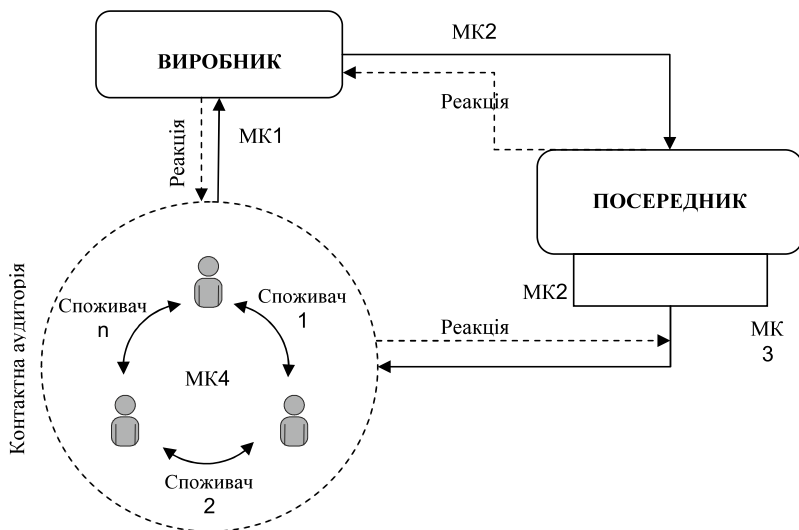 МК2
ВИРОБНИК
Реакція
МК1
Реакція
ПОСЕРЕДНИК
МК2
МК
3
Реакція
Контактна аудиторія
Споживач
n
Споживач
1
МК4
Споживач
2